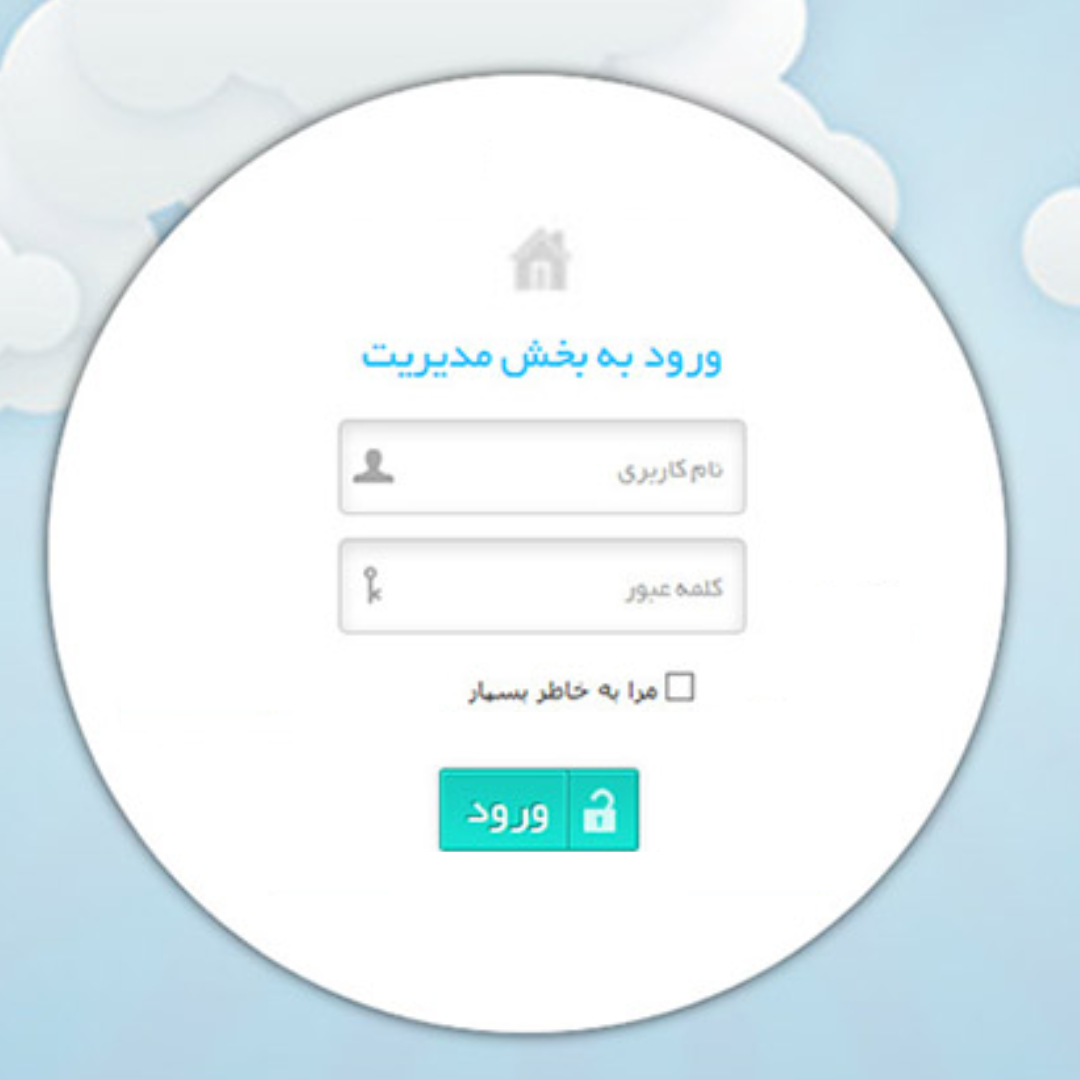 ورود به بخش مدیریت
نام کاربری
کلمه عبور
مرا به خاطر بسپار
ورود